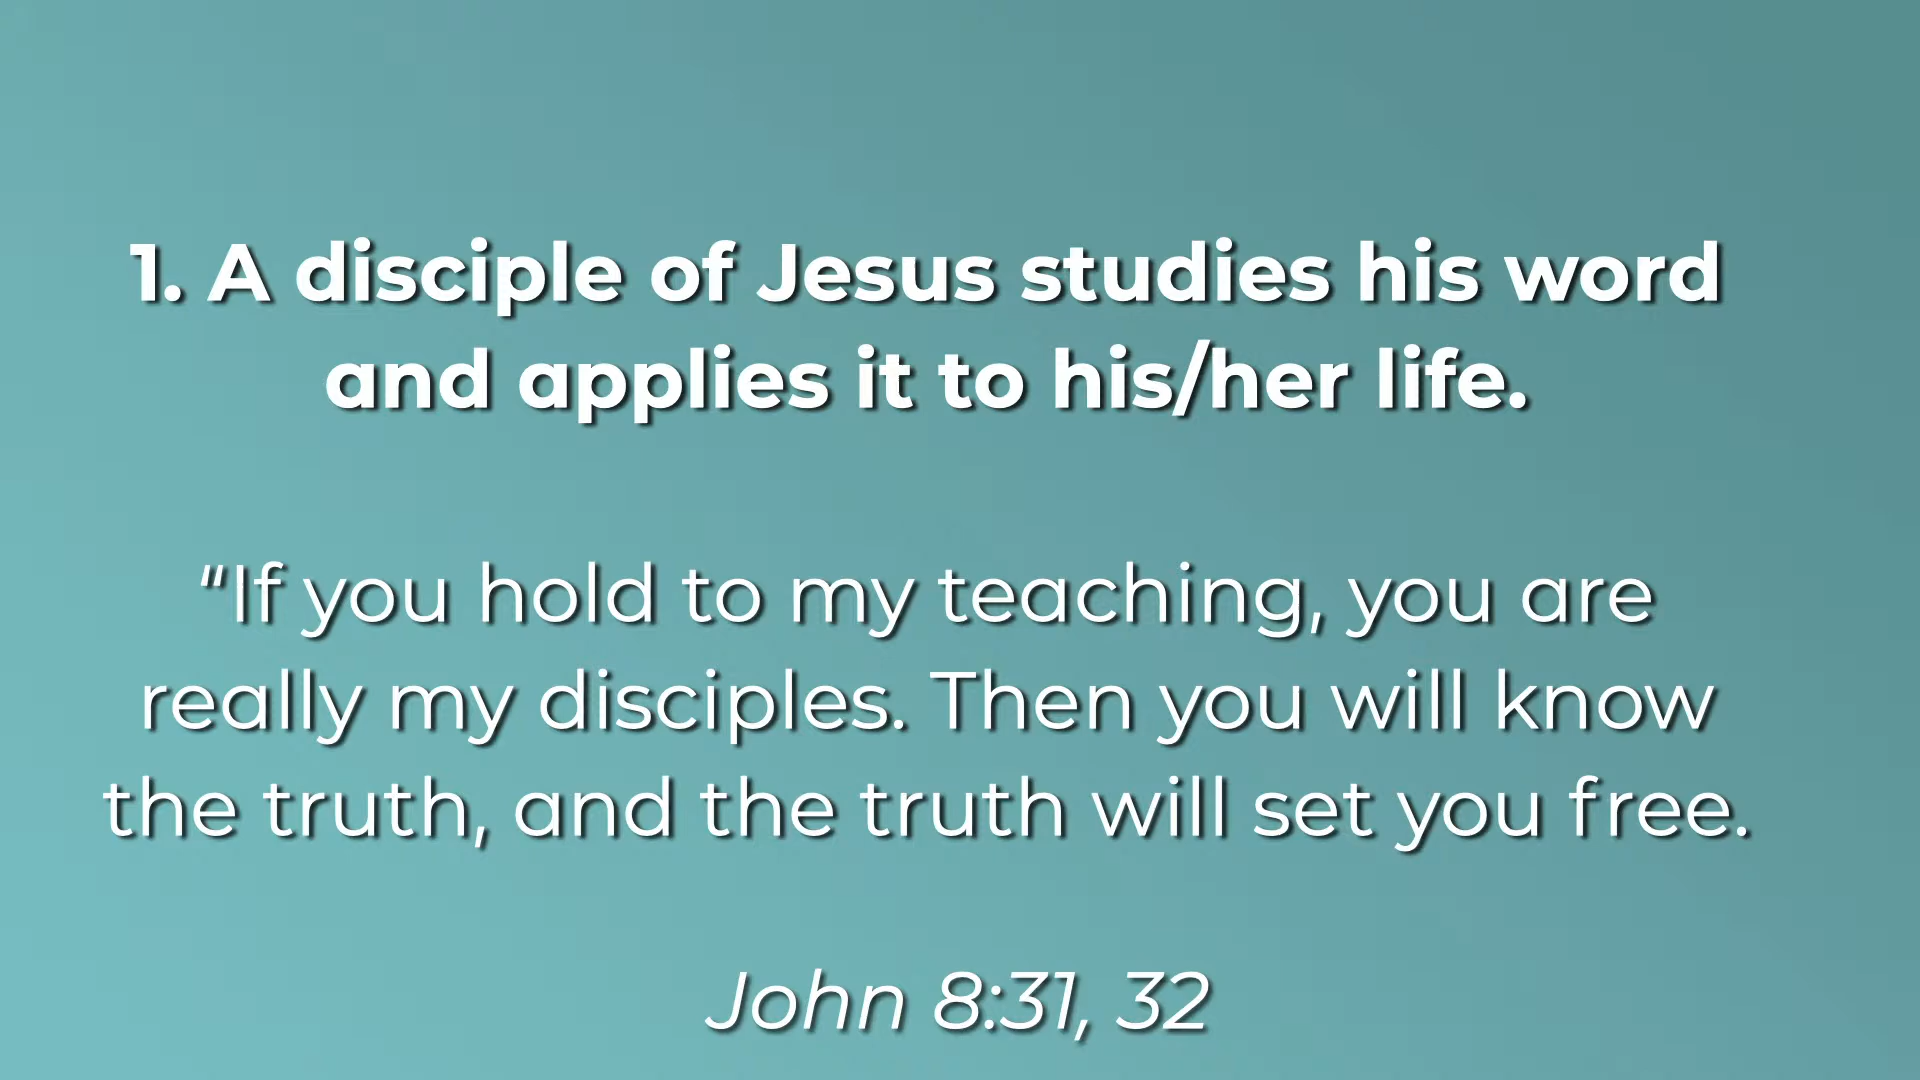 1. A disciple of Jesus studies his word
and applies it to his/her life.
"If you hold to my teaching, you are
really my disciples. Then you will know
the truth, and the truth will set you free.
John 8:31, 32